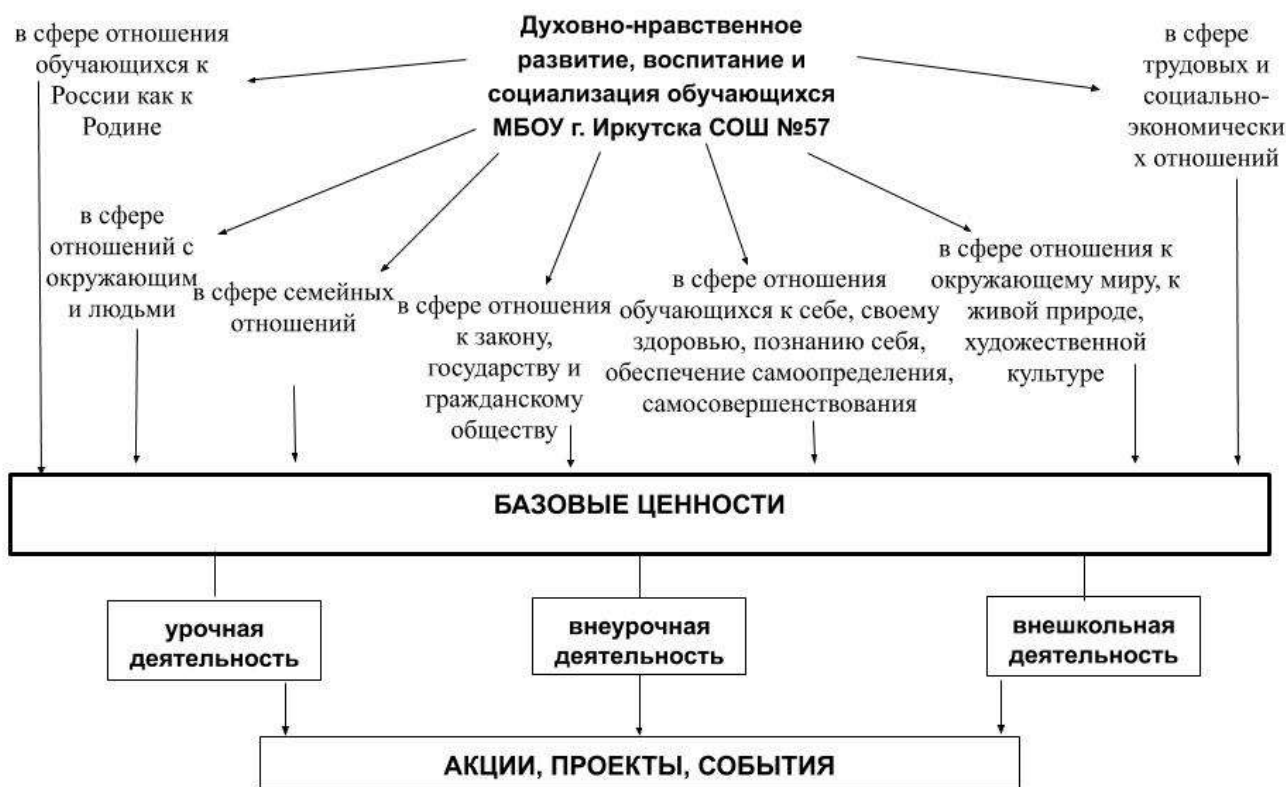 Духовно-нравственное
развитие, воспитание и
социализация обучающихся
МБОУ г. Иркутска СОШ №57
в сфере отношения
обучающихся к
России как к
Родине
в сфере
трудовых и
социально-
экономически
х отношений
в сфере
отношений с
окружающим
и людьми
в сфере семейных
отношений
в сфере отношения
к закону,
государству и
гражданскому
обществу
в сфере отношения
обучающихся к себе, своему
здоровью, познанию себя,
обеспечение самоопределения,
самосовершенствования
в сфере отношения к
окружающему миру, к
живой природе,
художественной
культуре
БАЗОВЫЕ ЦЕННОСТИ
урочная
деятельность
внеурочная
деятельность
внешкольная
деятельность
АКЦИИ, ПРОЕКТЫ, СОБЫТИЯ